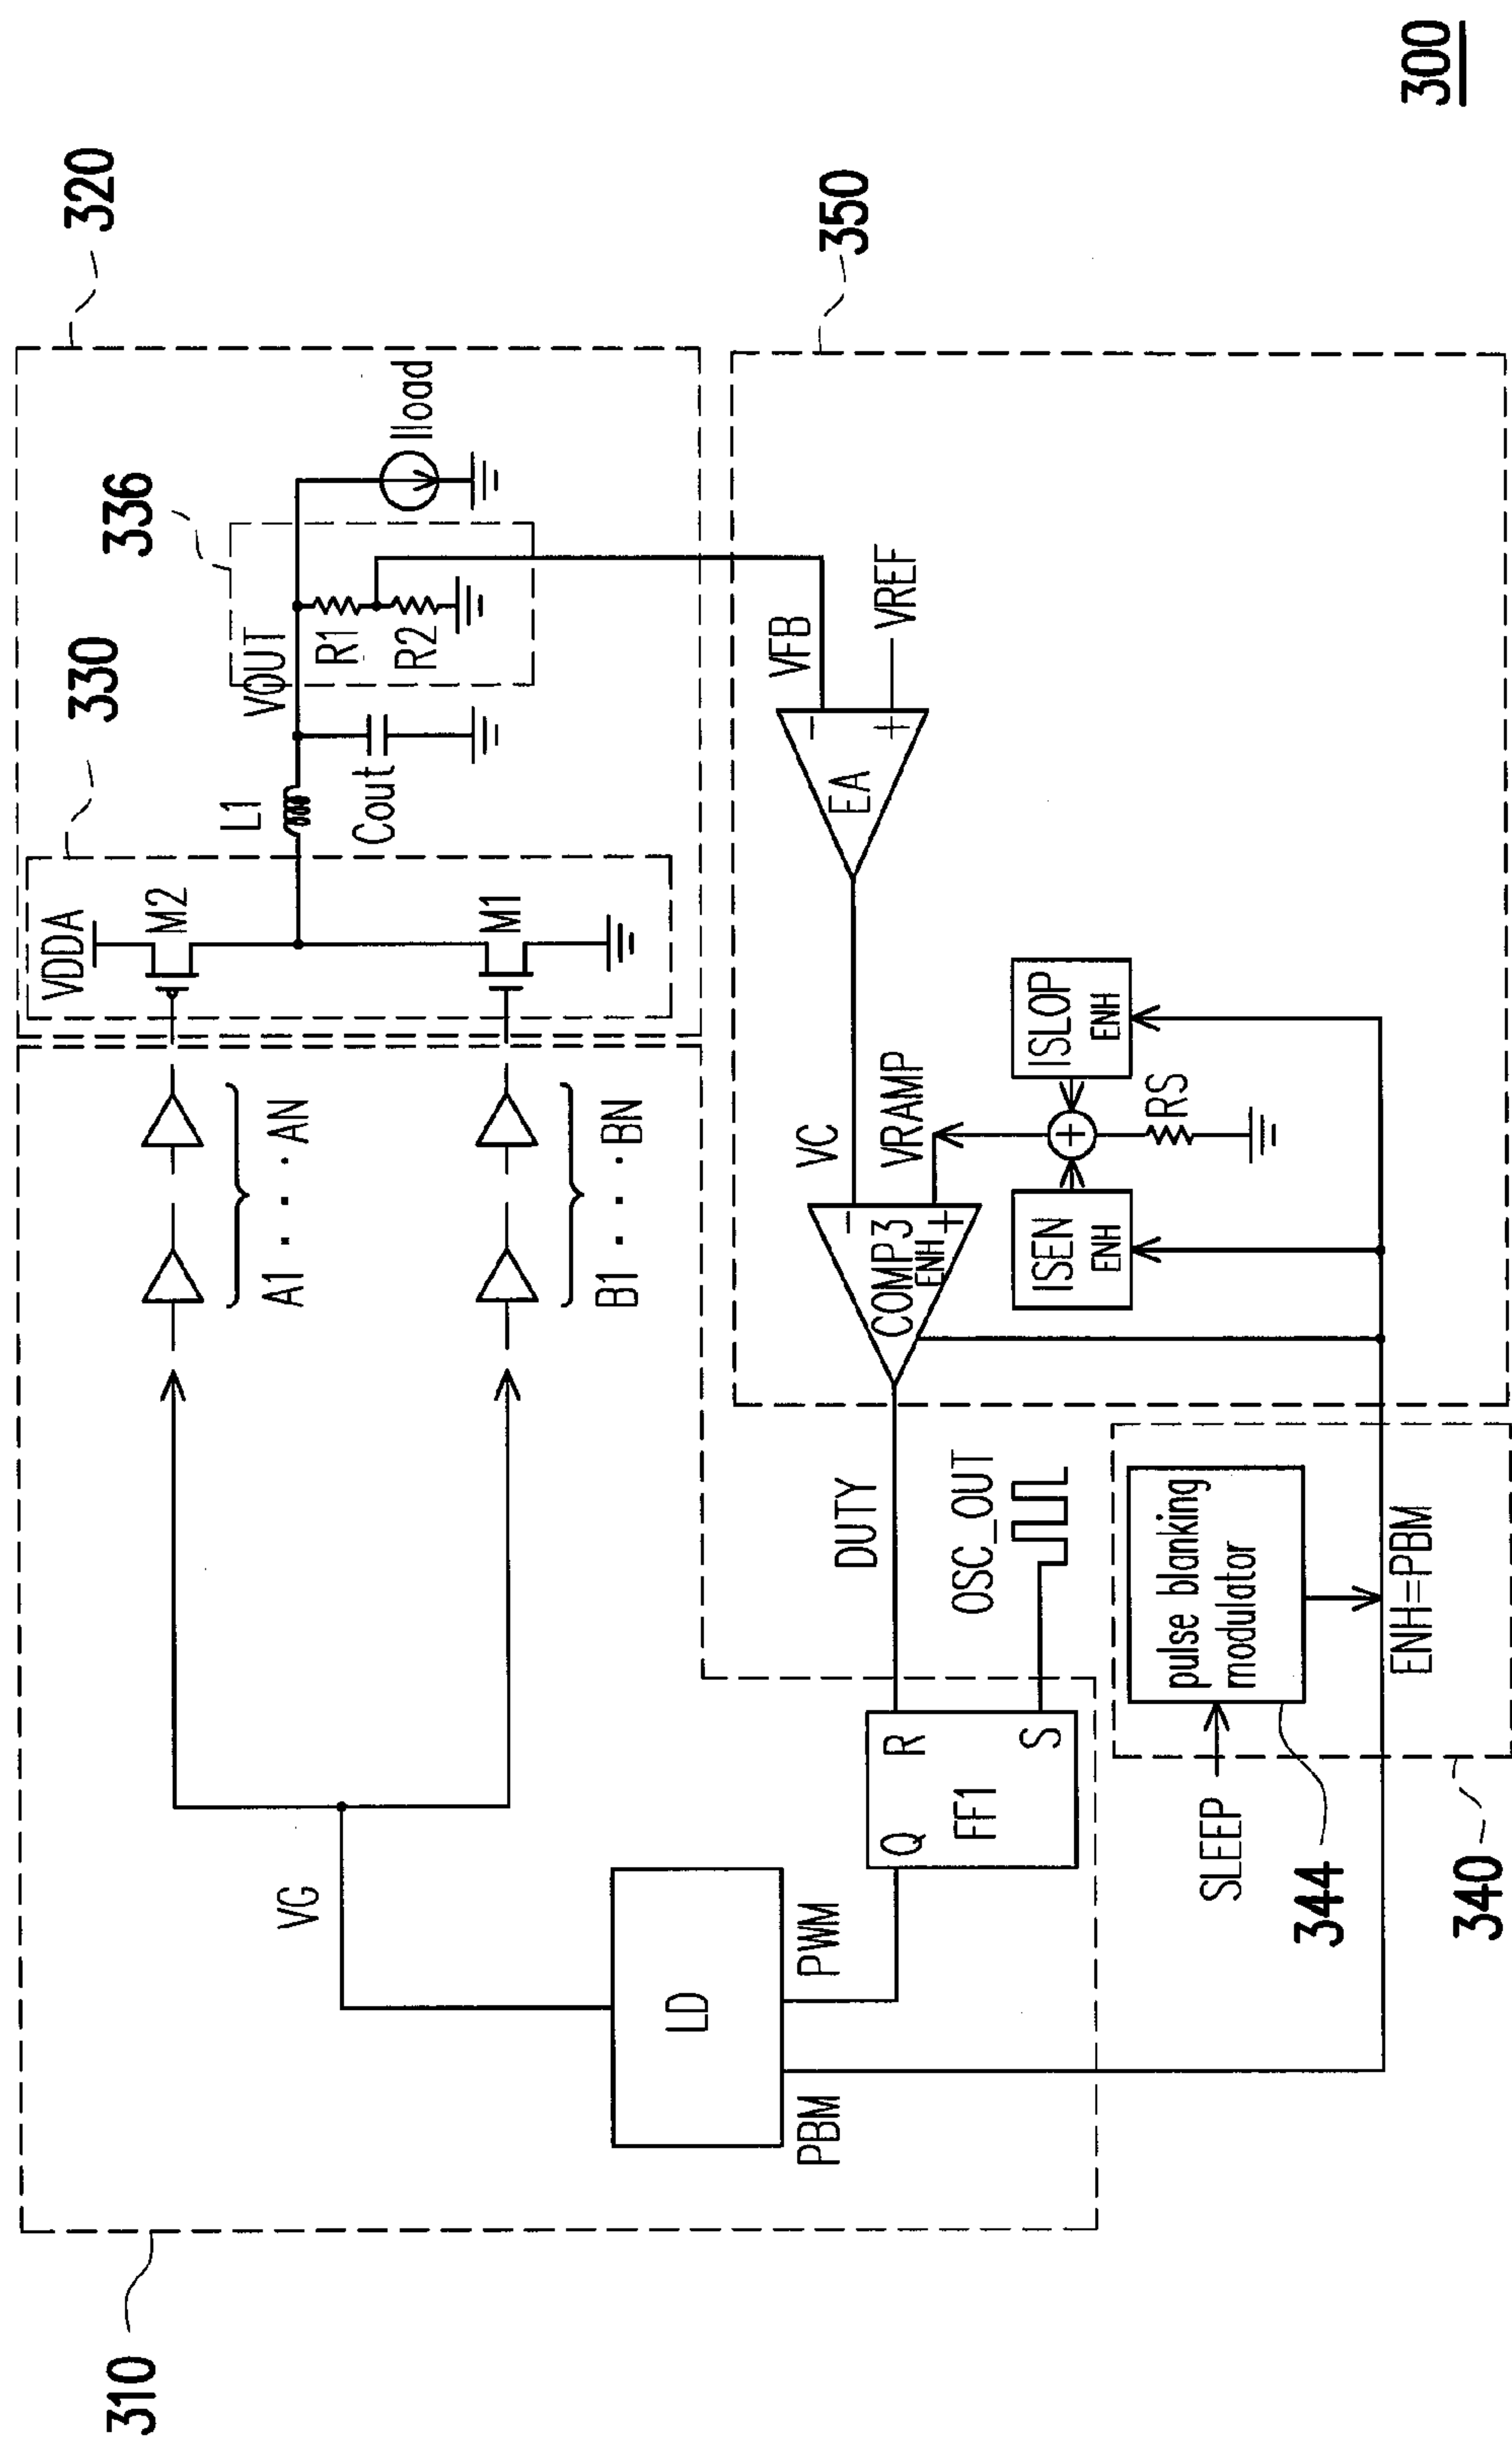 300
320
330
336
VDDA
M2
M1
L1
VOUT
Cout
R1
R2
Iload
310
A1 · · · AN
B1 · · · BN
VG
LD
PBM
PWM
Q
R
FF1
S
DUTY
OSC_OUT
350
VFB
VREF
−
+
EA
VC
VRAMP
−
+
COMP3
ENH
ISEN
ENH
+
ISLOP
ENH
RS
340
344
SLEEP
pulse blanking
modulator
ENH=PBM